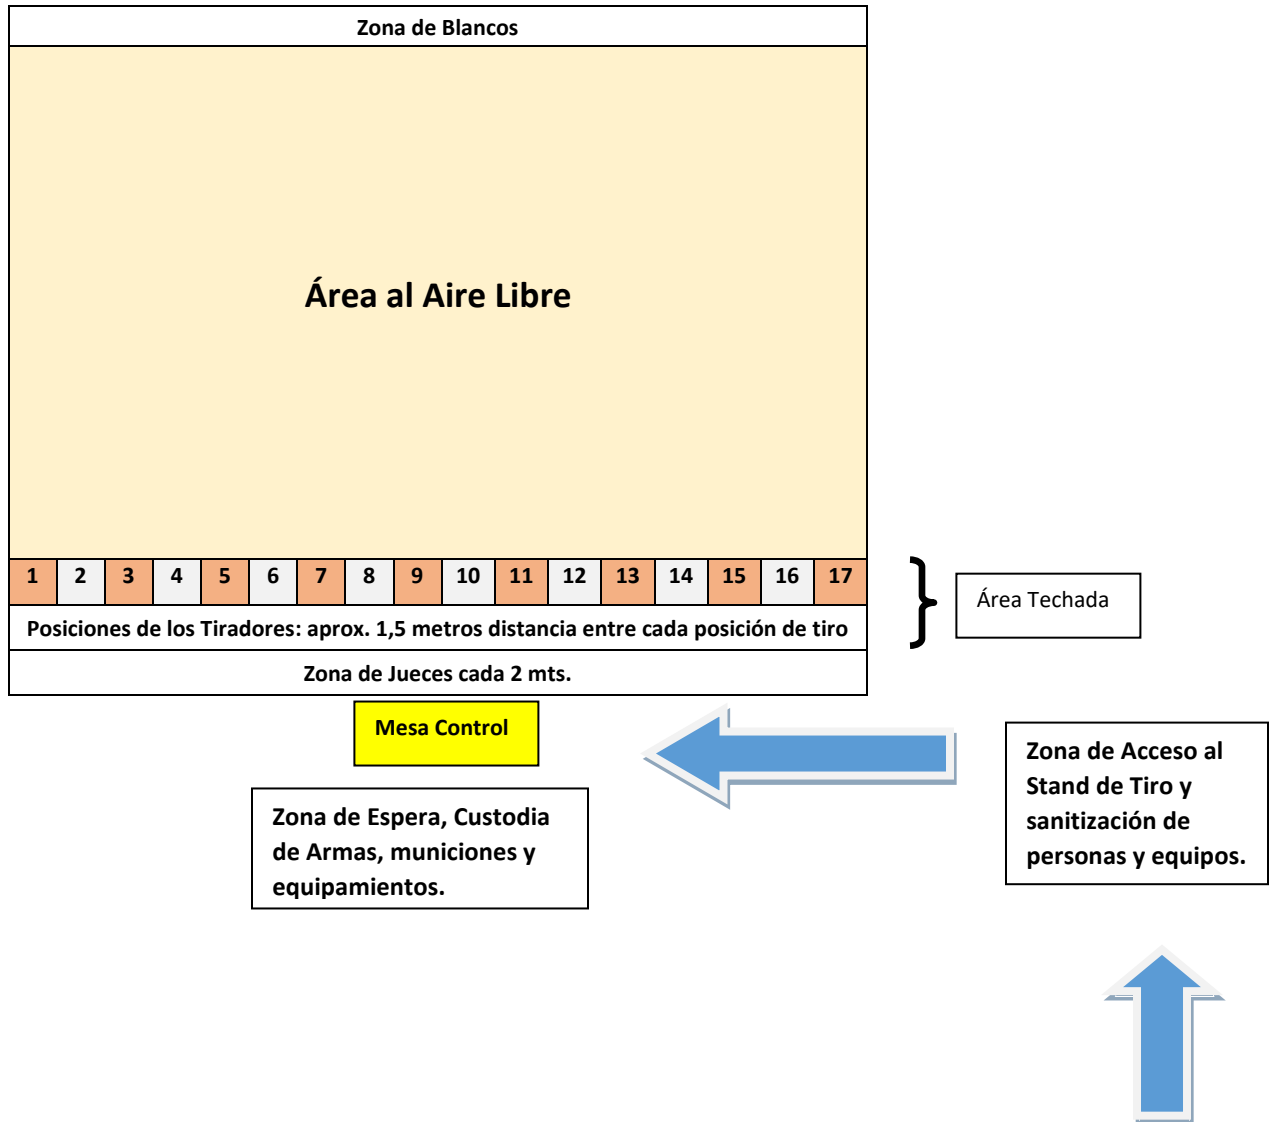 Zona de Blancos
Área al Aire Libre
1 2 3 4 5 6 7 8 9 10 11 12 13 14 15 16 17
Área Techada
Posiciones de los Tiradores: aprox. 1,5 metros distancia entre cada posición de tiro
Zona de Jueces cada 2 mts.
Mesa Control
Zona de Acceso al
Stand de Tiro y
sanitización de
personas y equipos.
Zona de Espera, Custodia
de Armas, municiones y
equipamientos.